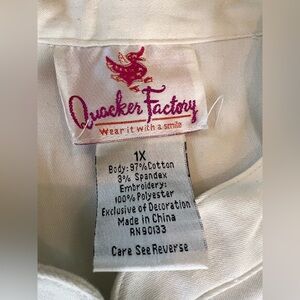 Quacker Factory
Wear it with a smile
1X
Body: 97% Cotton
3% Spandex
Embroidery:
100% Polyester
Exclusive of Decoration
Made in China
RN90133
Care See Reverse